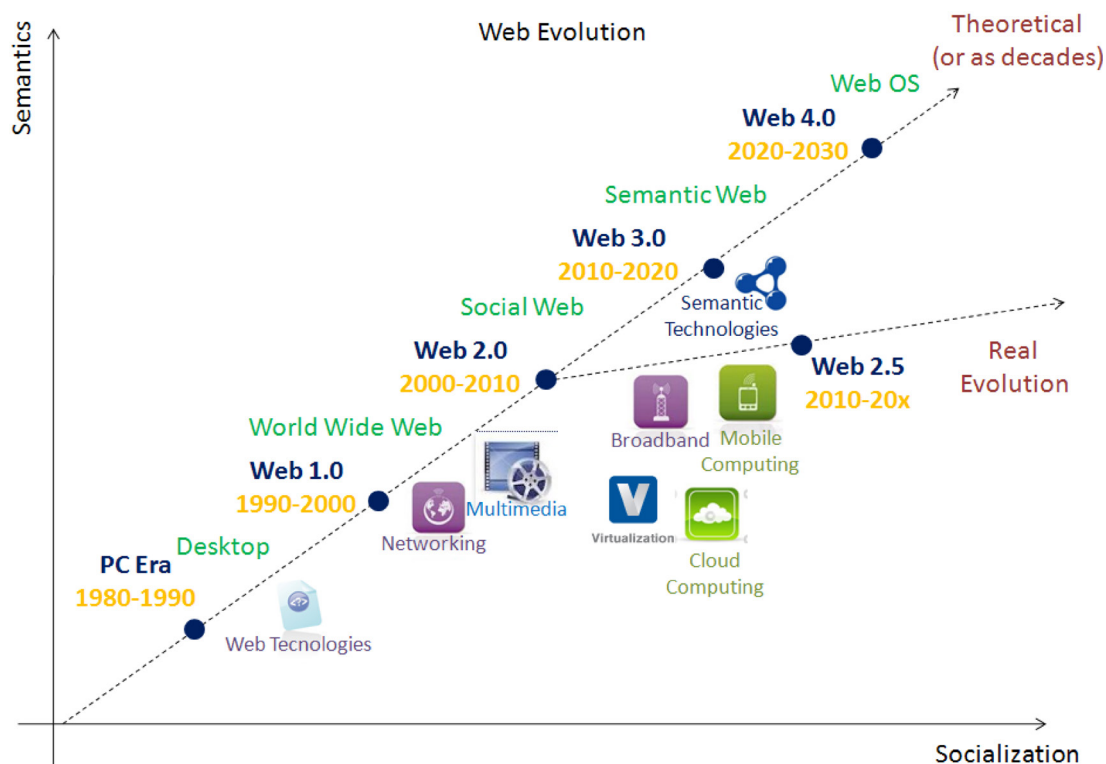 Web Evolution
Theoretical
(or as decades)
Semantics
Web OS
Web 4.0
2020-2030
Semantic Web
Web 3.0
2010-2020
Semantic
Technologies
Social Web
Web 2.0
2000-2010
Real
Evolution
Web 2.5
2010-20x
Broadband
Mobile
Computing
World Wide Web
Web 1.0
1990-2000
Multimedia
Networking
V
Virtualization
Cloud
Computing
Desktop
PC Era
1980-1990
Web Tecnologies
Socialization